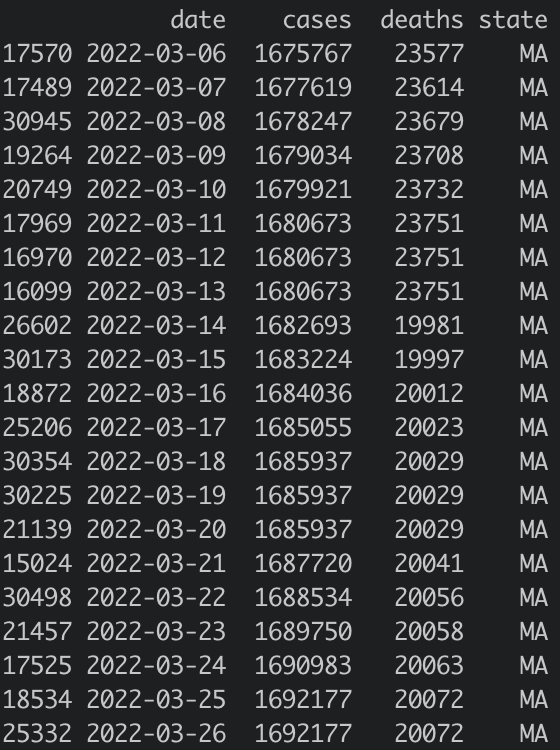 date cases deaths state
17570 2022-03-06 1675767 23577 MA
17489 2022-03-07 1677619 23614 MA
30945 2022-03-08 1678247 23679 MA
19264 2022-03-09 1679034 23708 MA
20749 2022-03-10 1679921 23732 MA
17969 2022-03-11 1680673 23751 MA
16970 2022-03-12 1680673 23751 MA
16099 2022-03-13 1680673 23751 MA
26602 2022-03-14 1682693 19981 MA
30173 2022-03-15 1683224 19997 MA
18872 2022-03-16 1684036 20012 MA
25206 2022-03-17 1685055 20023 MA
30354 2022-03-18 1685937 20029 MA
30225 2022-03-19 1685937 20029 MA
21139 2022-03-20 1685937 20029 MA
15024 2022-03-21 1687720 20041 MA
30498 2022-03-22 1688534 20056 MA
21457 2022-03-23 1689750 20058 MA
17525 2022-03-24 1690983 20063 MA
18534 2022-03-25 1692177 20072 MA
25332 2022-03-26 1692177 20072 MA